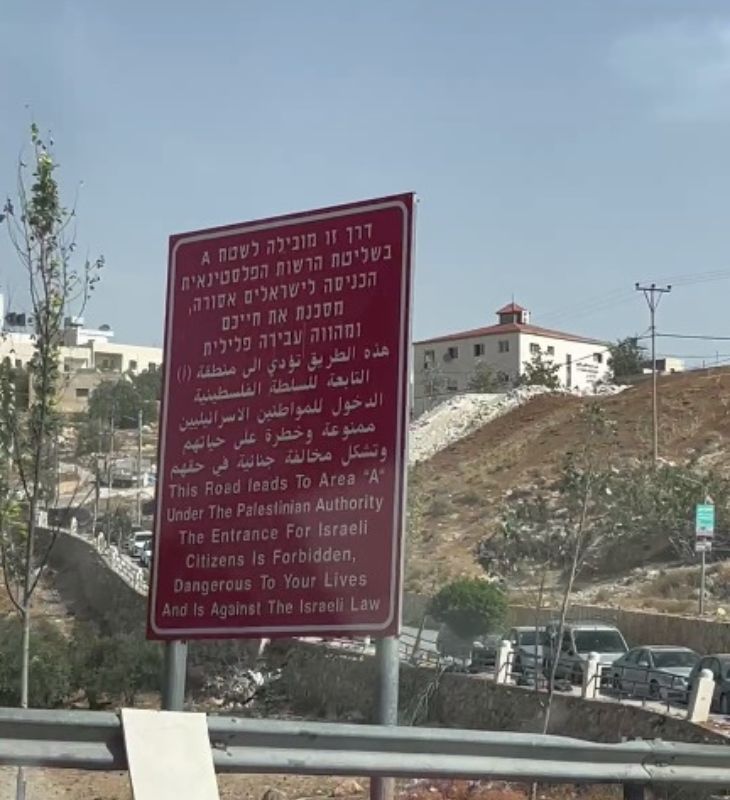 דרך זו מובילה לשטח A
בשליטת הרשות הפלסטינאית
הכניסה לישראלים אסורה,
מסכנת את חייכם
ומהווה עבירה פלילית
هذه الطريق تؤدي الى منطقة (أ)
التابعة للسلطة الفلسطينية
الدخول للمواطنين الاسرائيليين
ممنوعة وخطرة على حياتهم
وتشكل مخالفة جنائية في حقهم
This Road leads To Area "A"
Under The Palestinian Authority
The Entrance For Israeli
Citizens Is Forbidden,
Dangerous To Your Lives
And Is Against The Israeli Law